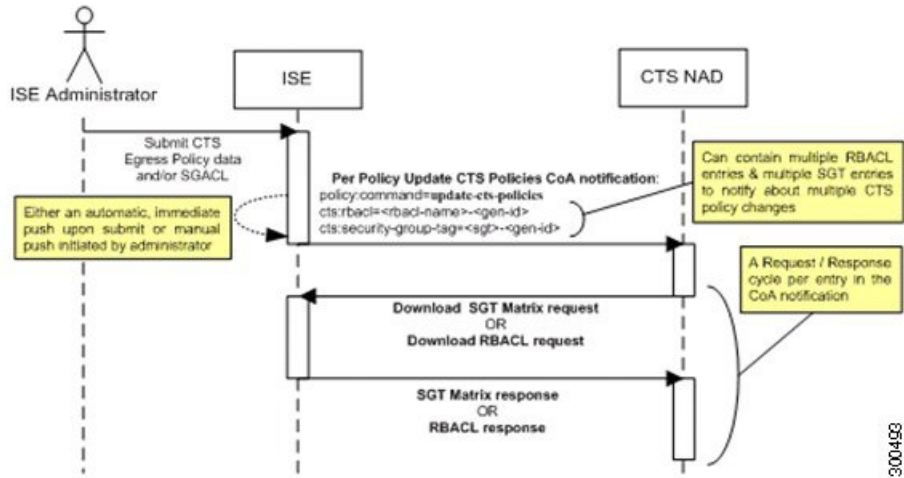 ISE Administrator
ISE
CTS NAD
Submit CTS
Egress Policy data
and/or SGACL
Either an automatic, immediate
push upon submit or manual
push initiated by administrator
Per Policy Update CTS Policies CoA notification:
policy:command=update-cts-policies
cts:rbacl=<rbacl-name>-<gen-id>
cts:security-group-tag=<sgt>-<gen-id>
Can contain multiple RBACL
entries & multiple SGT entries
to notify about multiple CTS
policy changes
A Request / Response
cycle per entry in the
CoA notification
Download SGT Matrix request
OR
Download RBACL request
SGT Matrix response
OR
RBACL response
300493